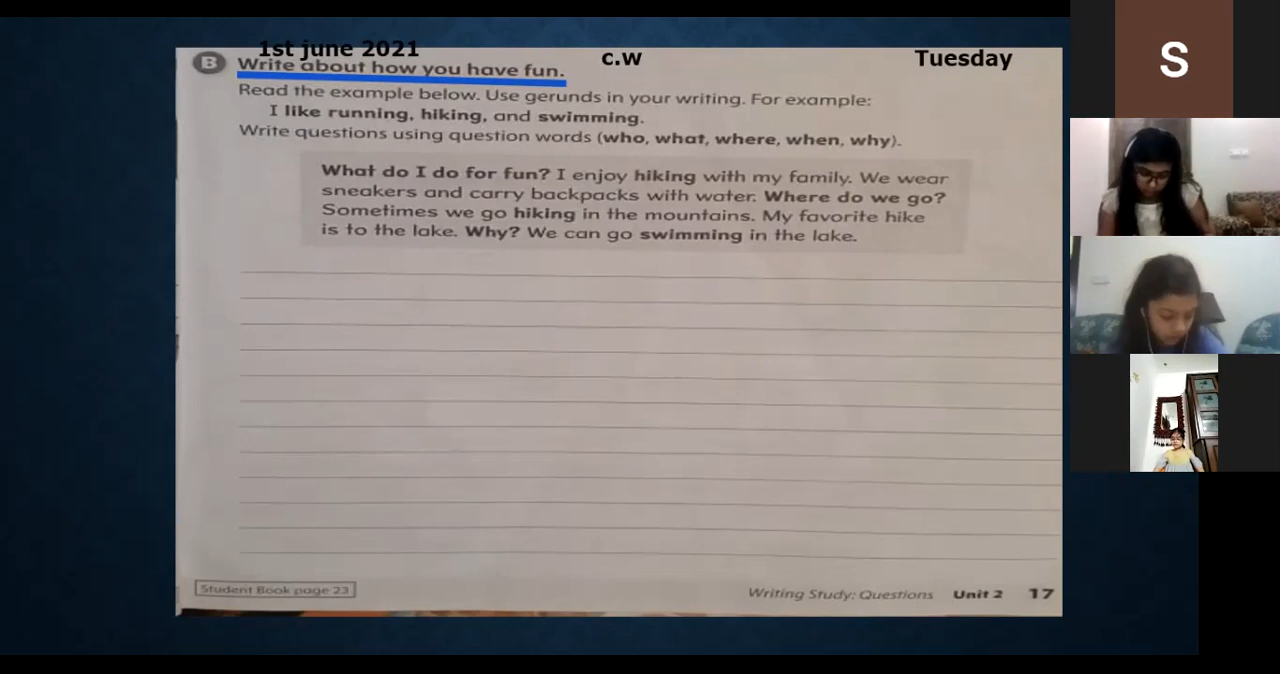 1st june 2021
c.w
Tuesday
S
B Write about how you have fun.
Read the example below. Use gerunds in your writing. For example:
I like running, hiking, and swimming.
Write questions using question words (who, what, where, when, why).
What do I do for fun? I enjoy hiking with my family. We wear
sneakers and carry backpacks with water. Where do we go?
Sometimes we go hiking in the mountains. My favorite hike
is to the lake. Why? We can go swimming in the lake.
Student Book page 23
Writing Study: Questions Unit 2 17